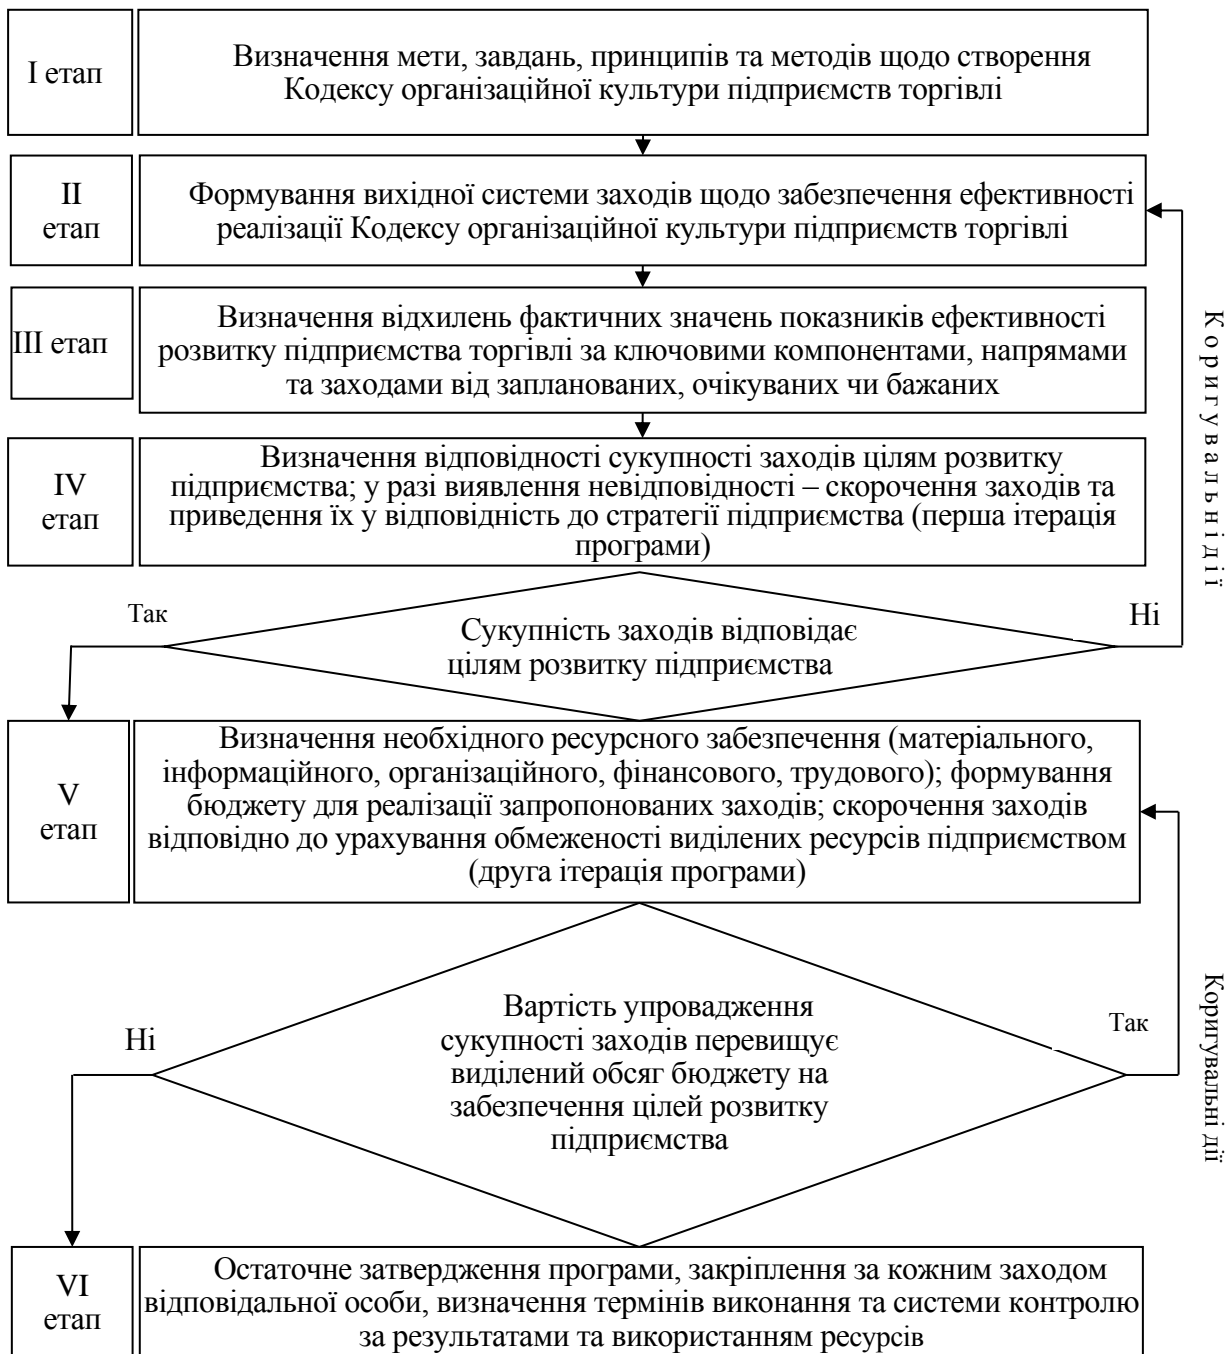 I етап
Визначення мети, завдань, принципів та методів щодо створення
Кодексу організаційної культури підприємств торгівлі
II
етап
Формування вихідної системи заходів щодо забезпечення ефективності
реалізації Кодексу організаційної культури підприємств торгівлі
III етап
Визначення відхилень фактичних значень показників ефективності
розвитку підприємства торгівлі за ключовими компонентами, напрямами
та заходами від запланованих, очікуваних чи бажаних
IV
етап
Визначення відповідності сукупності заходів цілям розвитку
підприємства; у разі виявлення невідповідності – скорочення заходів та
приведення їх у відповідність до стратегії підприємства (перша ітерація
програми)
Коригувальні дії
Так
Сукупність заходів відповідає
цілям розвитку підприємства
Ні
V
етап
Визначення необхідного ресурсного забезпечення (матеріального,
інформаційного, організаційного, фінансового, трудового); формування
бюджету для реалізації запропонованих заходів; скорочення заходів
відповідно до урахування обмеженості виділених ресурсів підприємством
(друга ітерація програми)
Ні
Вартість упровадження
сукупності заходів перевищує
виділений обсяг бюджету на
забезпечення цілей розвитку
підприємства
Так
Коригувальні дії
VI
етап
Остаточне затвердження програми, закріплення за кожним заходом
відповідальної особи, визначення термінів виконання та системи контролю
за результатами та використанням ресурсів